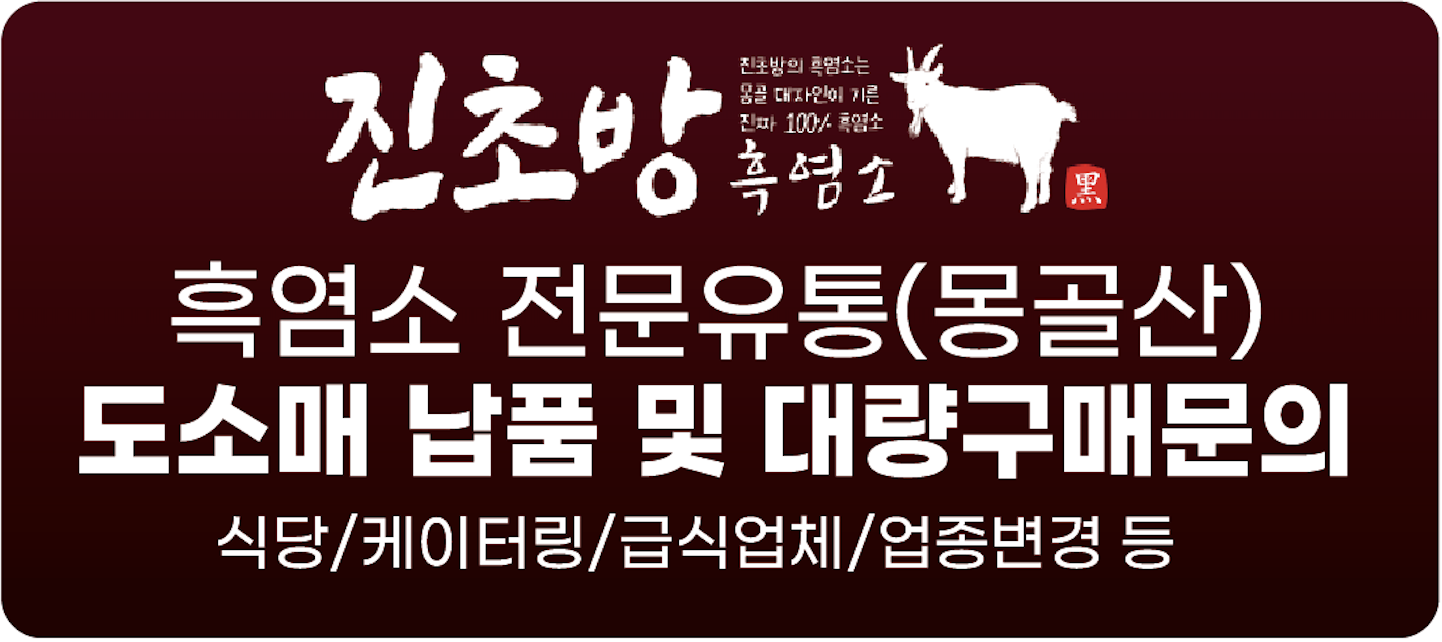 진초방
진초방의 흑염소는
몽골 대자연이 기른
진짜 100% 흑염소
흑염소
黑
흑염소 전문유통(몽골산)
도소매 납품 및 대량구매문의
식당/케이터링/급식업체/업종변경 등